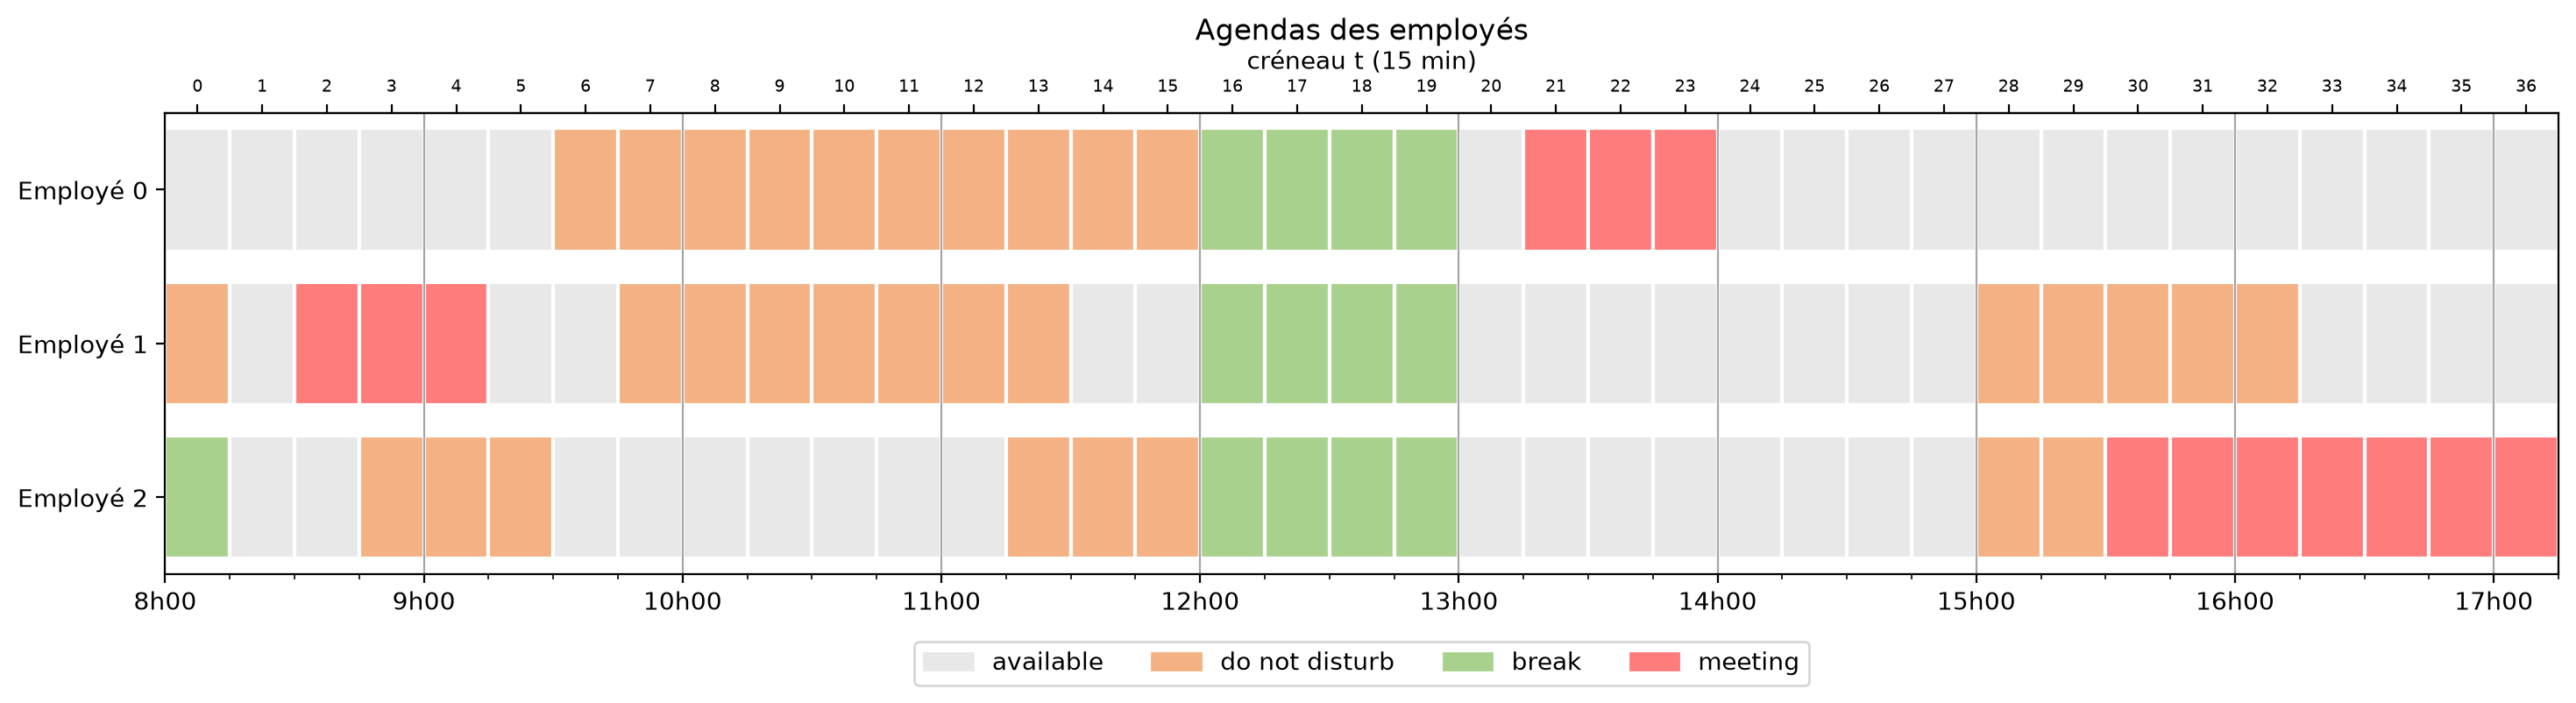 Agendas des employés
créneau t (15 min)
0 1 2 3 4 5 6 7 8 9 10 11 12 13 14 15 16 17 18 19 20 21 22 23 24 25 26 27 28 29 30 31 32 33 34 35 36
Employé 0
Employé 1
Employé 2
8h00 9h00 10h00 11h00 12h00 13h00 14h00 15h00 16h00 17h00
available do not disturb break meeting